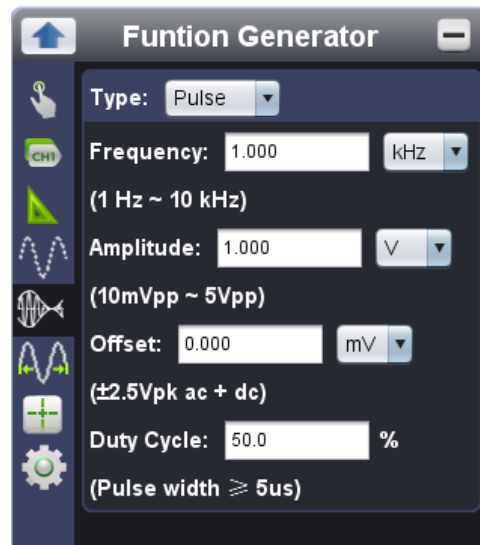 Funtion Generator
Type: Pulse
CH1
Frequency: 1.000 kHz
(1 Hz ~ 10 kHz)
Amplitude: 1.000 V
(10mVpp ~ 5Vpp)
Offset: 0.000 mV
(±2.5Vpk ac + dc)
Duty Cycle: 50.0 %
(Pulse width ⩾ 5us)